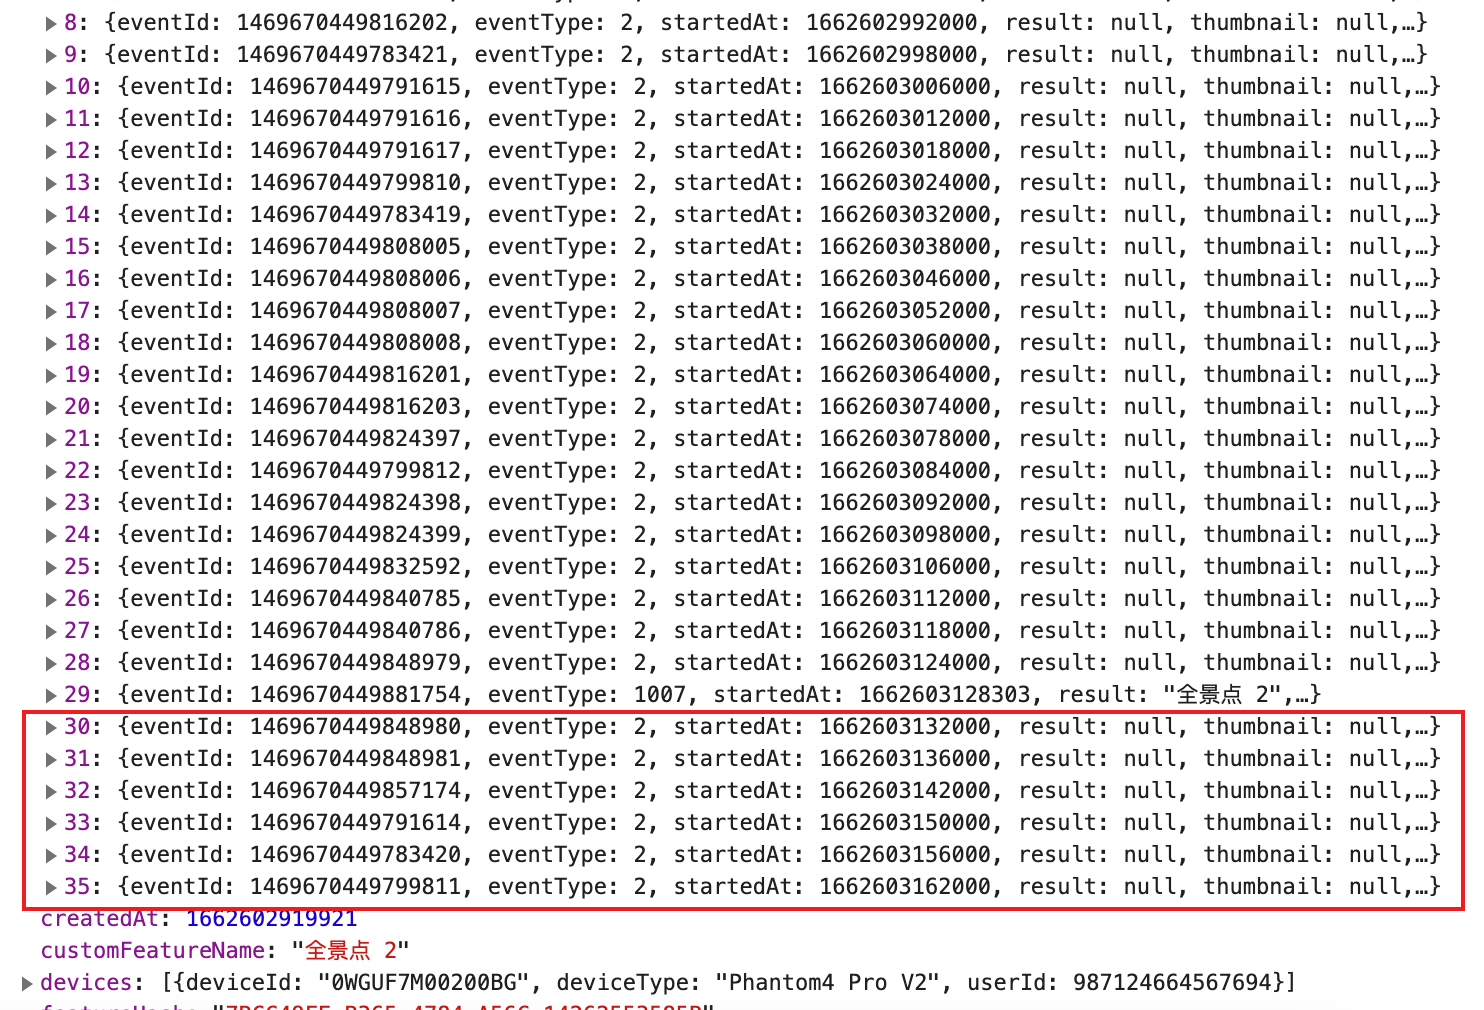 8: {eventId: 1469670449816202, eventType: 2, startedAt: 1662602992000, result: null, thumbnail: null,…}
9: {eventId: 1469670449783421, eventType: 2, startedAt: 1662602998000, result: null, thumbnail: null,…}
10: {eventId: 1469670449791615, eventType: 2, startedAt: 1662603006000, result: null, thumbnail: null,…}
11: {eventId: 1469670449791616, eventType: 2, startedAt: 1662603012000, result: null, thumbnail: null,…}
12: {eventId: 1469670449791617, eventType: 2, startedAt: 1662603018000, result: null, thumbnail: null,…}
13: {eventId: 1469670449799810, eventType: 2, startedAt: 1662603024000, result: null, thumbnail: null,…}
14: {eventId: 1469670449783419, eventType: 2, startedAt: 1662603032000, result: null, thumbnail: null,…}
15: {eventId: 1469670449808005, eventType: 2, startedAt: 1662603038000, result: null, thumbnail: null,…}
16: {eventId: 1469670449808006, eventType: 2, startedAt: 1662603046000, result: null, thumbnail: null,…}
17: {eventId: 1469670449808007, eventType: 2, startedAt: 1662603052000, result: null, thumbnail: null,…}
18: {eventId: 1469670449808008, eventType: 2, startedAt: 1662603060000, result: null, thumbnail: null,…}
19: {eventId: 1469670449816201, eventType: 2, startedAt: 1662603064000, result: null, thumbnail: null,…}
20: {eventId: 1469670449816203, eventType: 2, startedAt: 1662603074000, result: null, thumbnail: null,…}
21: {eventId: 1469670449824397, eventType: 2, startedAt: 1662603078000, result: null, thumbnail: null,…}
22: {eventId: 1469670449799812, eventType: 2, startedAt: 1662603084000, result: null, thumbnail: null,…}
23: {eventId: 1469670449824398, eventType: 2, startedAt: 1662603092000, result: null, thumbnail: null,…}
24: {eventId: 1469670449824399, eventType: 2, startedAt: 1662603098000, result: null, thumbnail: null,…}
25: {eventId: 1469670449832592, eventType: 2, startedAt: 1662603106000, result: null, thumbnail: null,…}
26: {eventId: 1469670449840785, eventType: 2, startedAt: 1662603112000, result: null, thumbnail: null,…}
27: {eventId: 1469670449840786, eventType: 2, startedAt: 1662603118000, result: null, thumbnail: null,…}
28: {eventId: 1469670449848979, eventType: 2, startedAt: 1662603124000, result: null, thumbnail: null,…}
29: {eventId: 1469670449881754, eventType: 1007, startedAt: 1662603128303, result: "全景点 2",…}
30: {eventId: 1469670449848980, eventType: 2, startedAt: 1662603132000, result: null, thumbnail: null,…}
31: {eventId: 1469670449848981, eventType: 2, startedAt: 1662603136000, result: null, thumbnail: null,…}
32: {eventId: 1469670449857174, eventType: 2, startedAt: 1662603142000, result: null, thumbnail: null,…}
33: {eventId: 1469670449791614, eventType: 2, startedAt: 1662603150000, result: null, thumbnail: null,…}
34: {eventId: 1469670449783420, eventType: 2, startedAt: 1662603156000, result: null, thumbnail: null,…}
35: {eventId: 1469670449799811, eventType: 2, startedAt: 1662603162000, result: null, thumbnail: null,…}
createdAt: 1662602919921
customFeatureName: "全景点 2"
devices: [{deviceId: "0WGUF7M00200BG", deviceType: "Phantom4 Pro V2", userId: 987124664567694}]